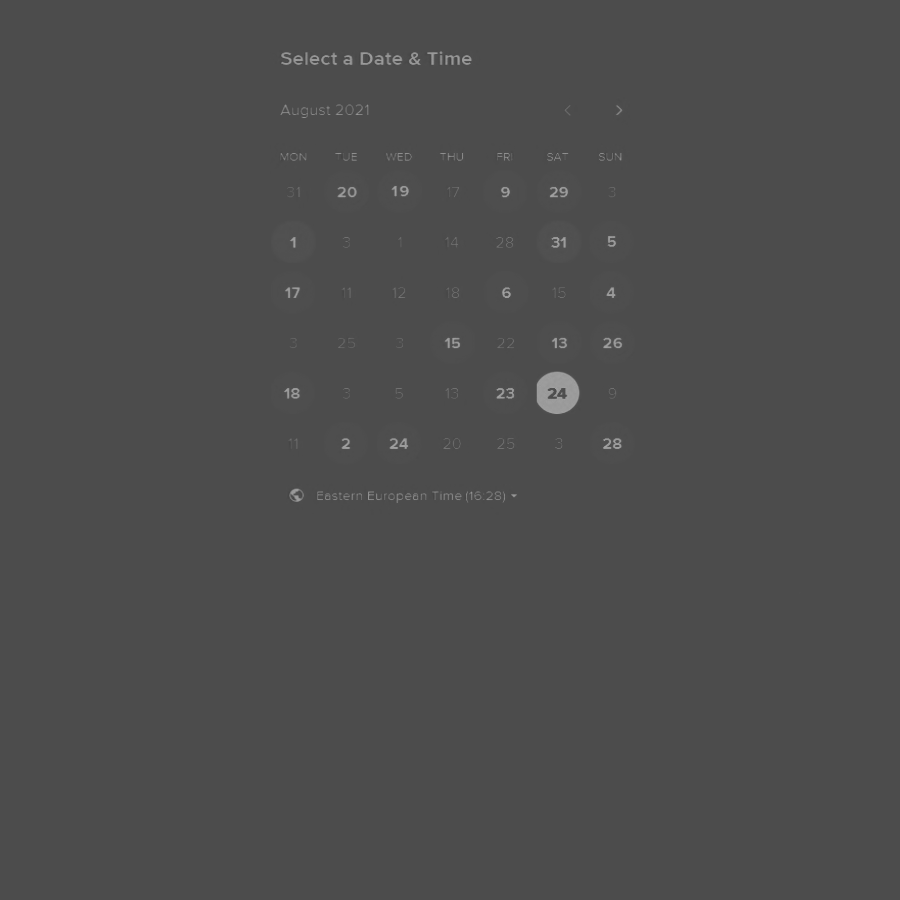 Select a Date & Time
August 2021
MON TUE WED THU FRI SAT SUN
31 20 19 17 9 29 3
1 3 1 14 28 31 5
17 11 12 18 6 15 4
3 25 3 15 22 13 26
18 3 5 13 23 24 9
11 2 24 20 25 3 28
Eastern European Time (16:28)